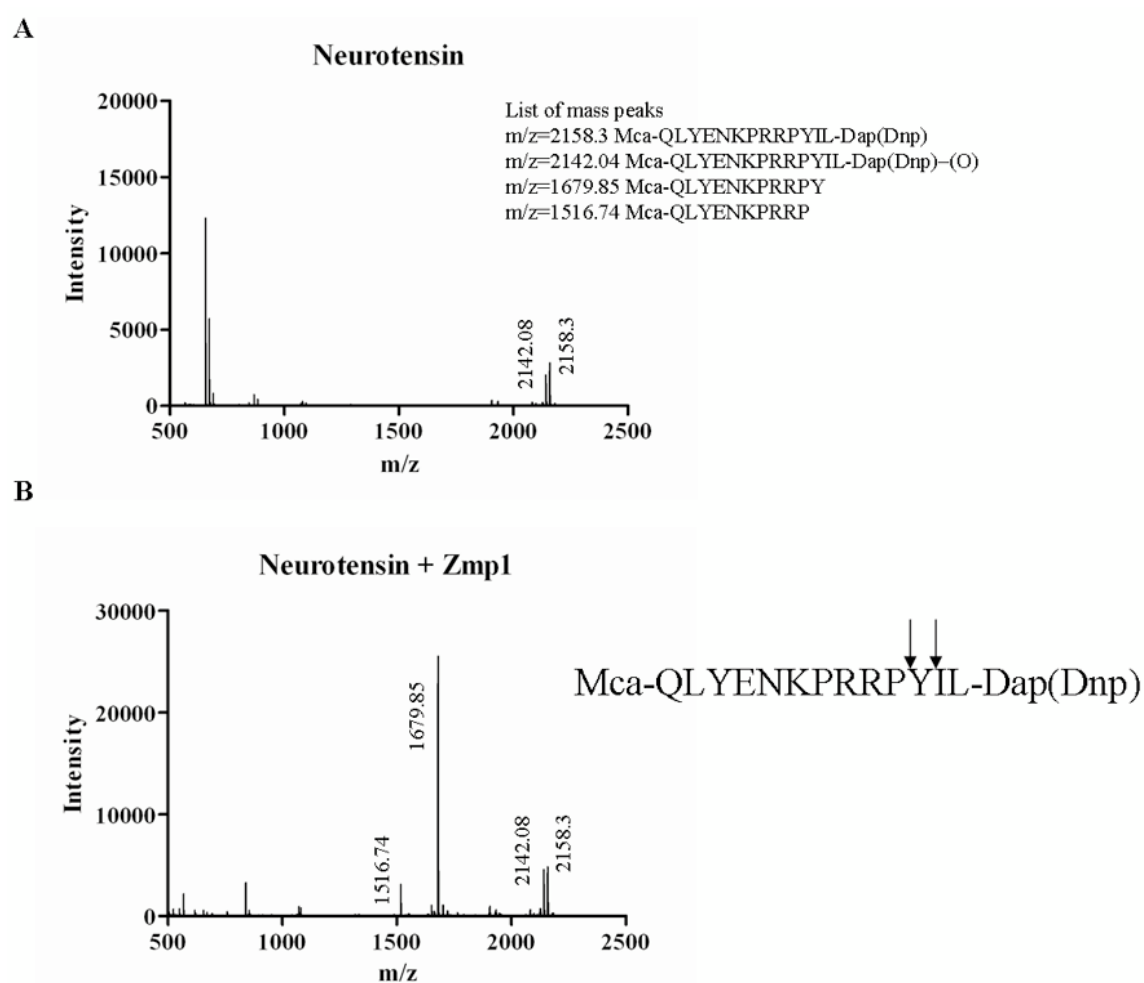 A
Neurotensin
20000
15000
10000
5000
0
Intensity
500 1000 1500 2000 2500
m/z
List of mass peaks
m/z=2158.3 Mca-QLYENKPRRPYIL-Dap(Dnp)
m/z=2142.04 Mca-QLYENKPRRPYIL-Dap(Dnp)–(O)
m/z=1679.85 Mca-QLYENKPRRPY
m/z=1516.74 Mca-QLYENKPRRP
2142.08
2158.3
B
Neurotensin + Zmp1
30000
20000
10000
0
Intensity
500 1000 1500 2000 2500
m/z
1516.74
1679.85
2142.08
2158.3
Mca-QLYENKPRRPYIL-Dap(Dnp)